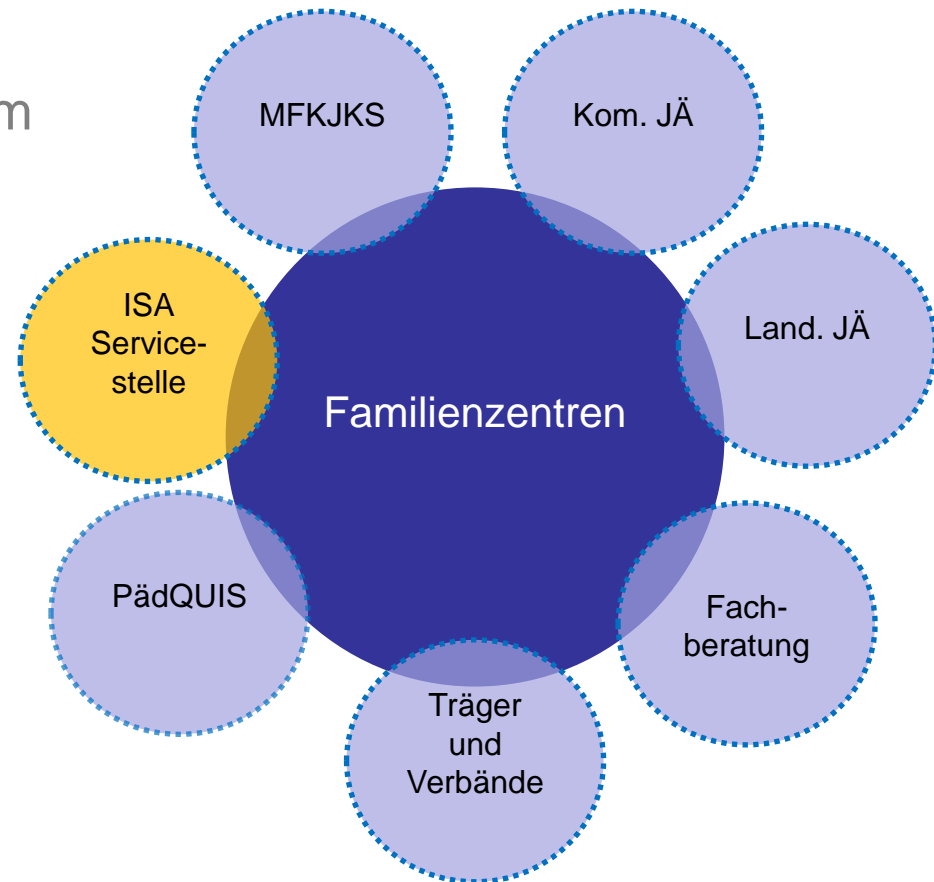 m
MFKJKS
Kom. JÄ
ISA
Service-
stelle
Land. JÄ
Familienzentren
PädQUIS
Fach-
beratung
Träger
und
Verbände